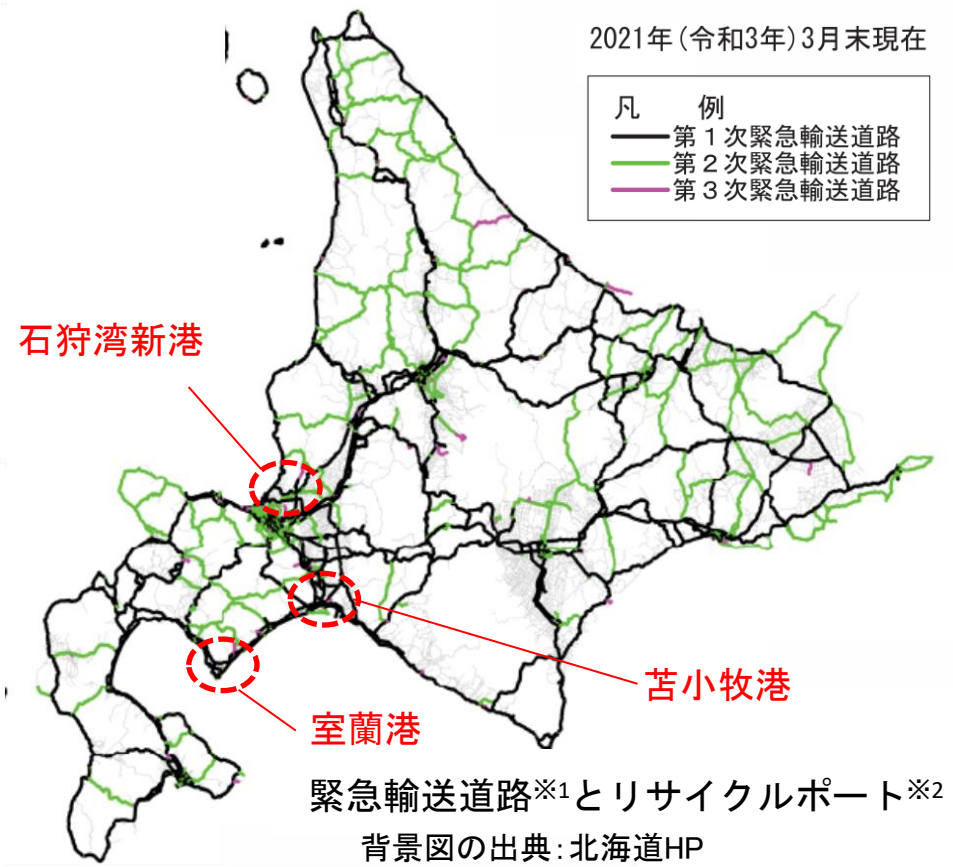 2021年(令和3年)3月末現在
凡　例
第１次緊急輸送道路
第２次緊急輸送道路
第３次緊急輸送道路
石狩湾新港
苫小牧港
室蘭港
緊急輸送道路※1とリサイクルポート※2
背景図の出典:北海道HP